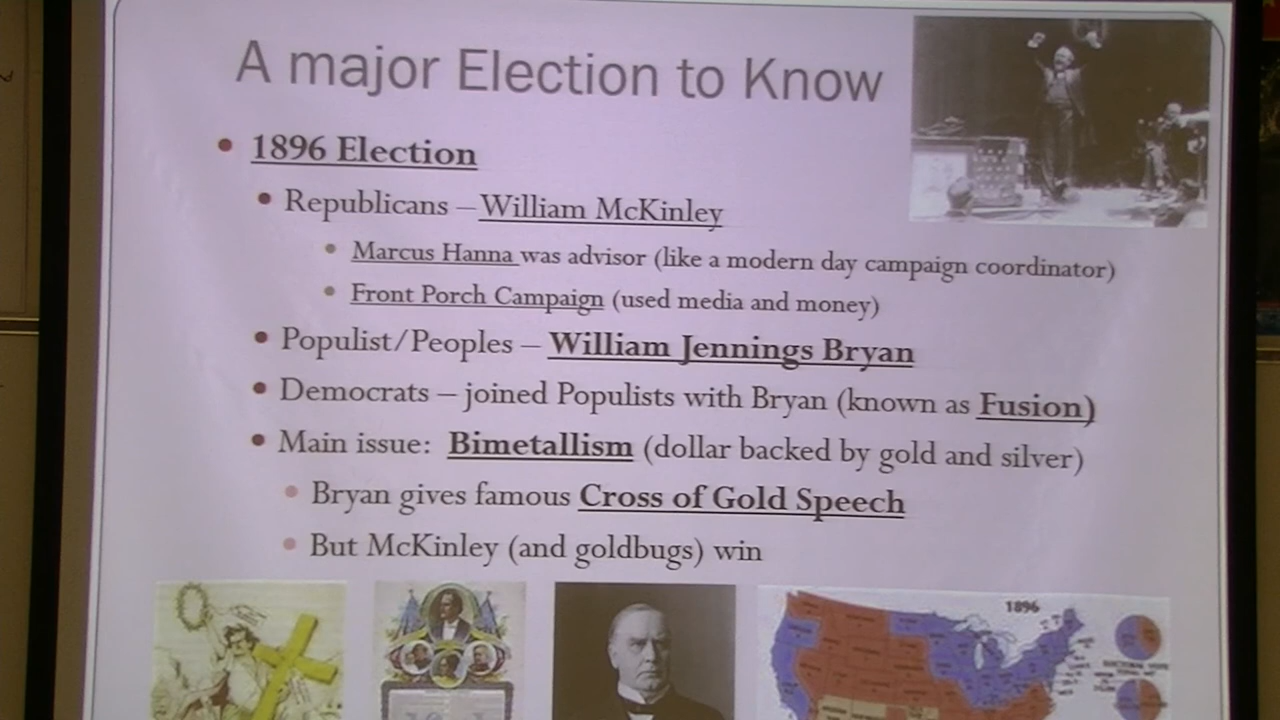 A major Election to Know
• 1896 Election
• Republicans – William McKinley
• Marcus Hanna was advisor (like a modern day campaign coordinator)
• Front Porch Campaign (used media and money)
• Populist/Peoples – William Jennings Bryan
• Democrats – joined Populists with Bryan (known as Fusion)
• Main issue: Bimetallism (dollar backed by gold and silver)
• Bryan gives famous Cross of Gold Speech
• But McKinley (and goldbugs) win
1896
ELECTORAL VOTE